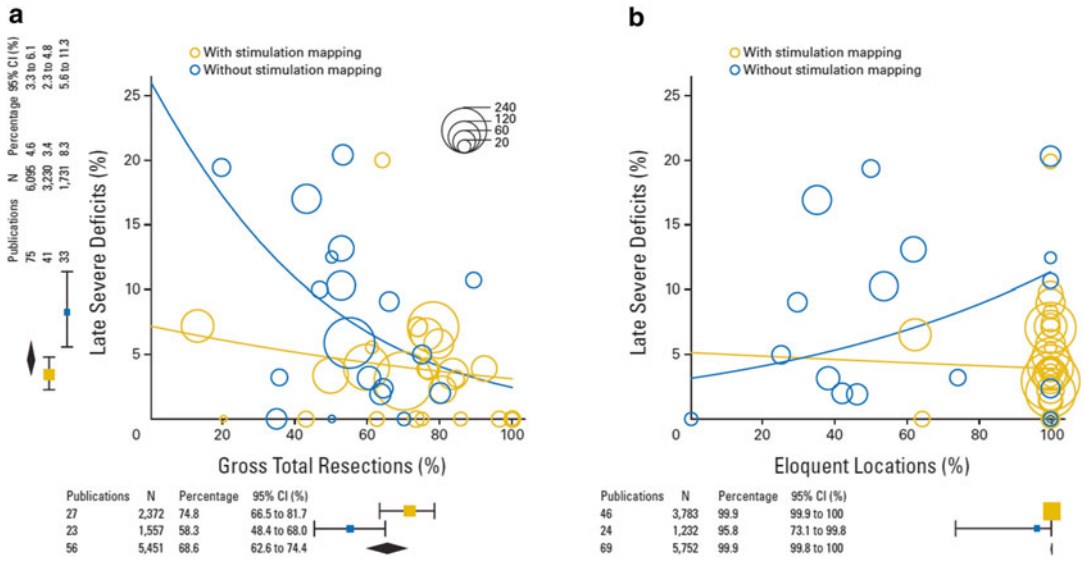 a
With stimulation mapping
Without stimulation mapping
Publications N Percentage 95% CI (%)
75 6,095 4.6 3.3 to 6.1
41 3,230 3.4 2.3 to 4.8
33 1,731 8.3 5.6 to 11.3
Late Severe Deficits (%)
25
20
15
10
5
0 20 40 60 80 100
240
120
60
20
Gross Total Resections (%)
Publications N Percentage 95% CI (%)
27 2,372 74.8 66.5 to 81.7
23 1,557 58.3 48.4 to 68.0
56 5,451 68.6 62.6 to 74.4
b
With stimulation mapping
Without stimulation mapping
Late Severe Deficits (%)
25
20
15
10
5
0 20 40 60 80 100
Eloquent Locations (%)
Publications N Percentage 95% CI (%)
46 3,783 99.9 99.9 to 100
24 1,232 95.8 73.1 to 99.8
69 5,752 99.9 99.8 to 100